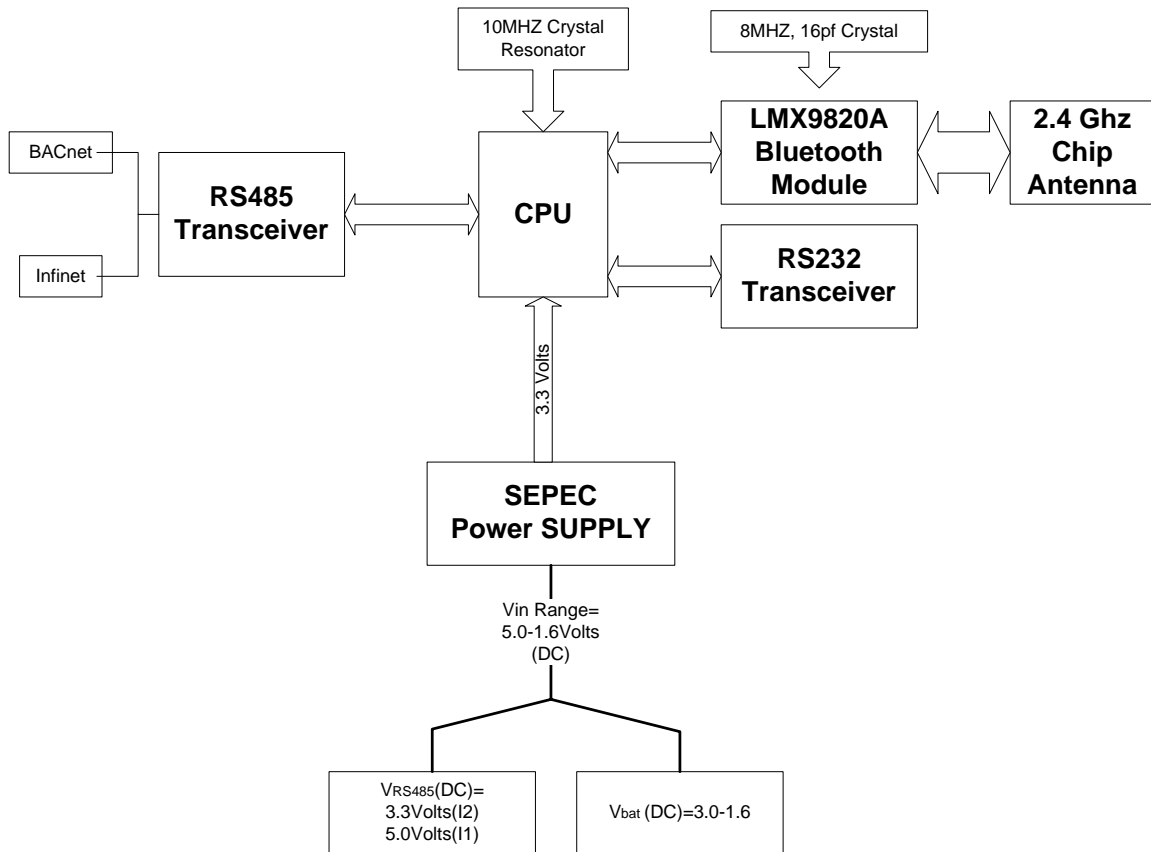 10MHZ Crystal
Resonator
8MHZ, 16pf Crystal
BACnet
Infinet
RS485
Transceiver
CPU
LMX9820A
Bluetooth
Module
2.4 Ghz
Chip
Antenna
RS232
Transceiver
3.3 Volts
SEPEC
Power SUPPLY
Vin Range=
5.0-1.6Volts
(DC)
VRS485(DC)=
3.3Volts(I2)
5.0Volts(I1)
Vbat (DC)=3.0-1.6